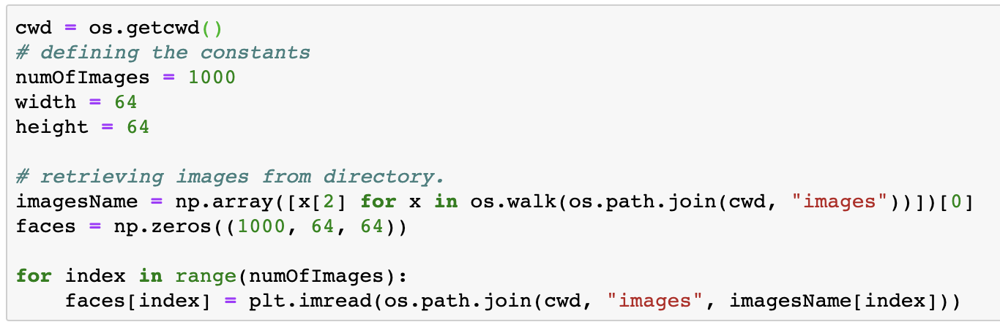 cwd = os.getcwd()
# defining the constants
numOfImages = 1000
width = 64
height = 64
# retrieving images from directory.
imagesName = np.array([x[2] for x in os.walk(os.path.join(cwd, "images"))])[0]
faces = np.zeros((1000, 64, 64))
for index in range(numOfImages):
    faces[index] = plt.imread(os.path.join(cwd, "images", imagesName[index]))